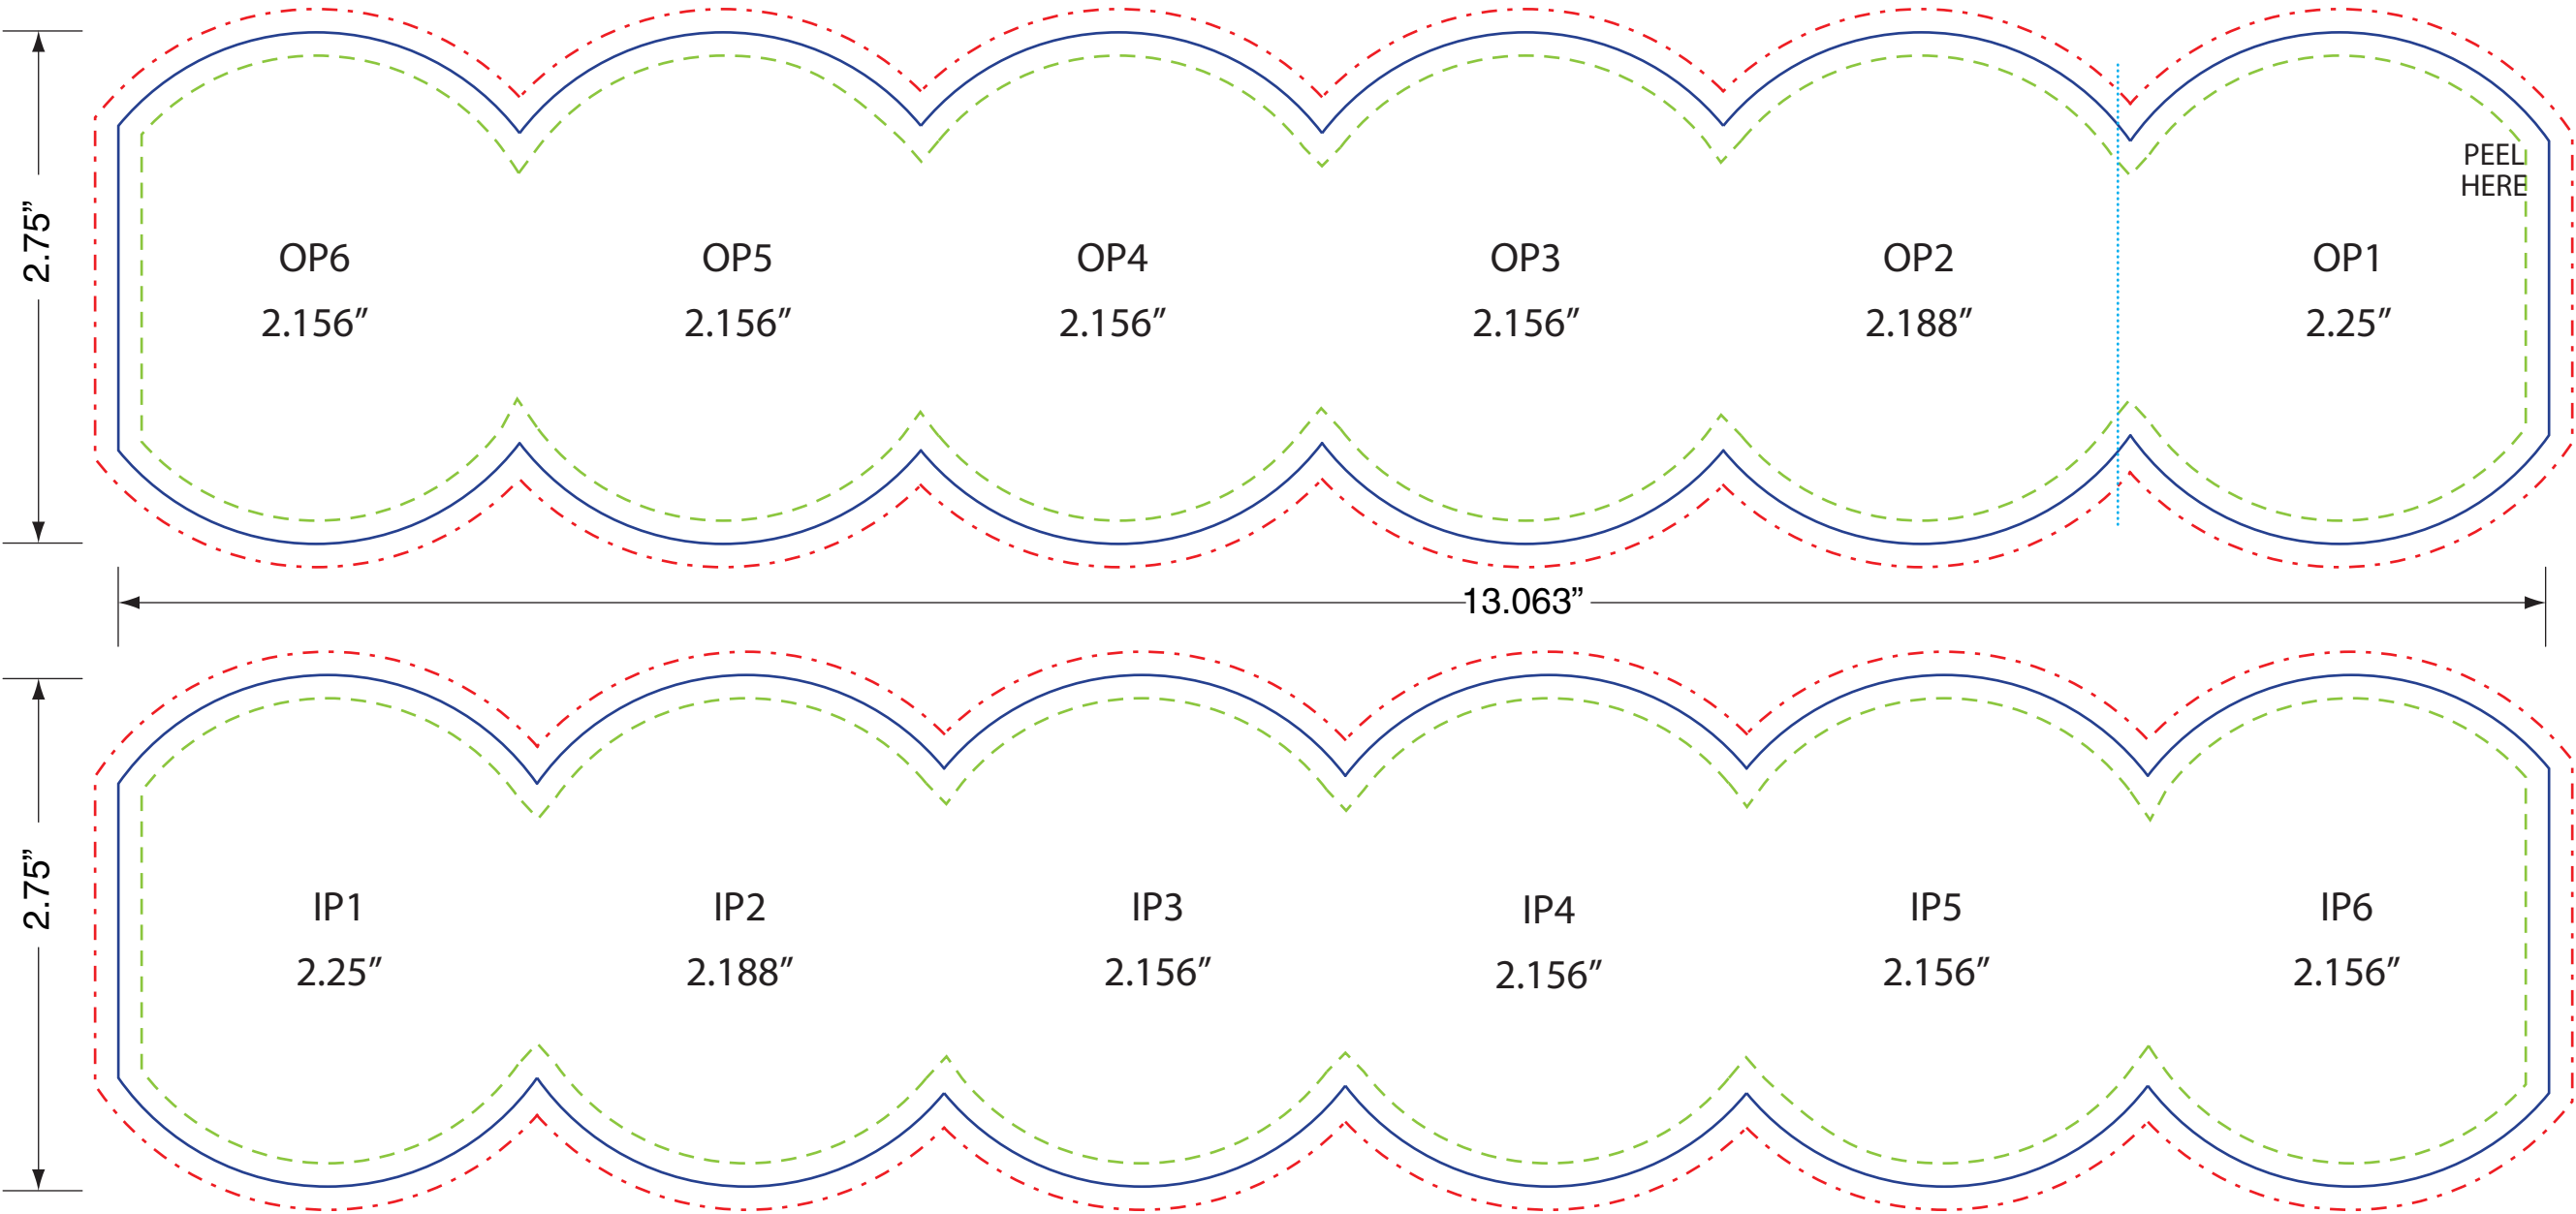 PEEL
HERE
2.75”
OP6
2.156”
OP5
2.156”
OP4
2.156”
OP3
2.156”
OP2
2.188”
OP1
2.25”
13.063”
2.75”
IP1
2.25”
IP2
2.188”
IP3
2.156”
IP4
2.156”
IP5
2.156”
IP6
2.156”